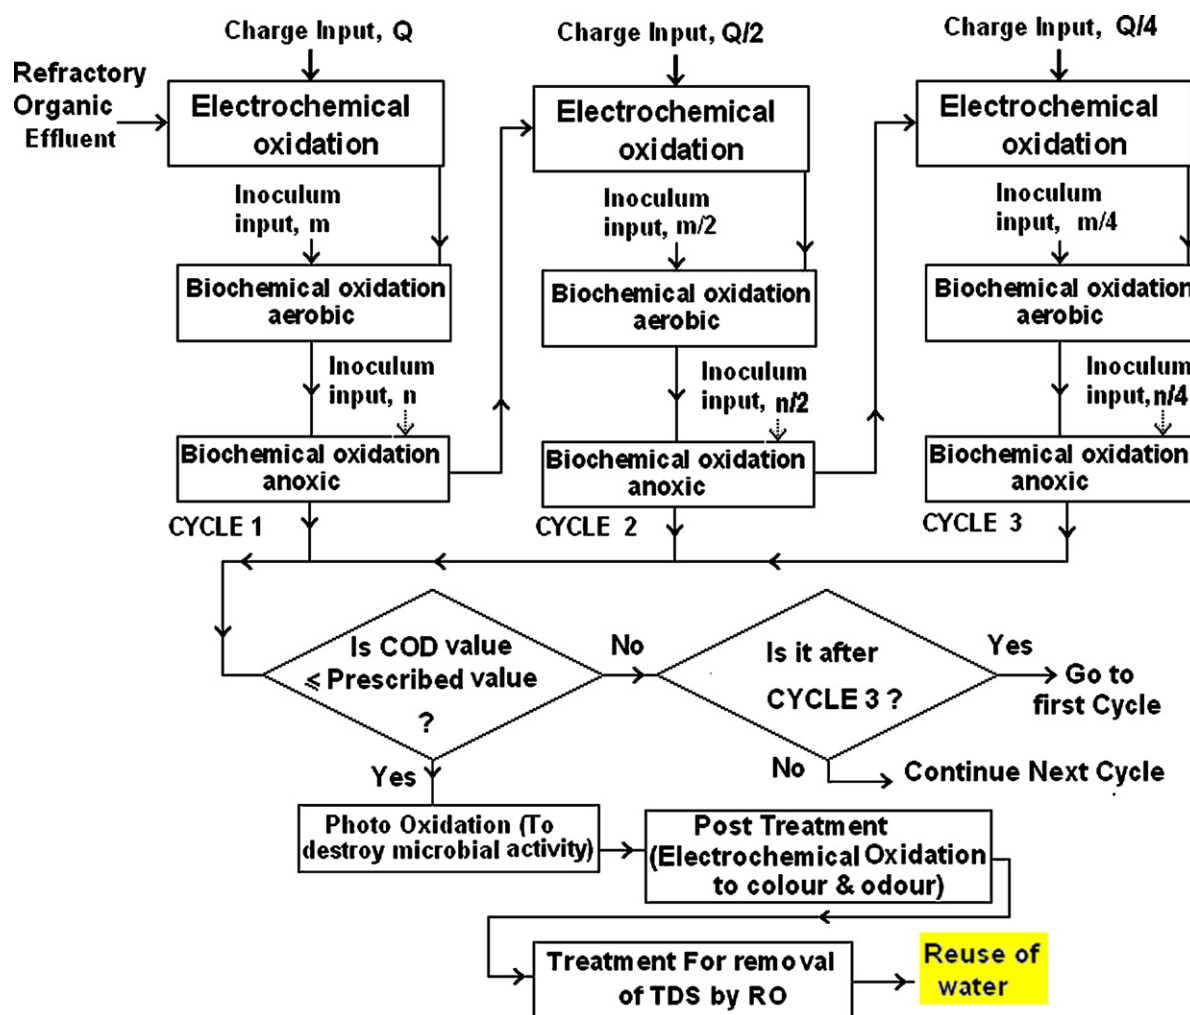 Charge Input, Q
Charge Input, Q/2
Charge Input, Q/4
Refractory
Organic
Effluent
Electrochemical
oxidation
Electrochemical
oxidation
Electrochemical
oxidation
Inoculum
input, m
Inoculum
input, m/2
Inoculum
input, m/4
Biochemical oxidation
aerobic
Biochemical oxidation
aerobic
Biochemical oxidation
aerobic
Inoculum
input, n
Inoculum
input, n/2
Inoculum
input, n/4
Biochemical oxidation
anoxic
Biochemical oxidation
anoxic
Biochemical oxidation
anoxic
CYCLE 1
CYCLE 2
CYCLE 3
Is COD value
⩽ Prescribed value
?
No
Is it after
CYCLE 3 ?
Yes
Go to
first Cycle
No
Continue Next Cycle
Yes
Photo Oxidation (To
destroy microbial activity)
Post Treatment
(Electrochemical Oxidation
to colour & odour)
Treatment For removal
of TDS by RO
Reuse of
water